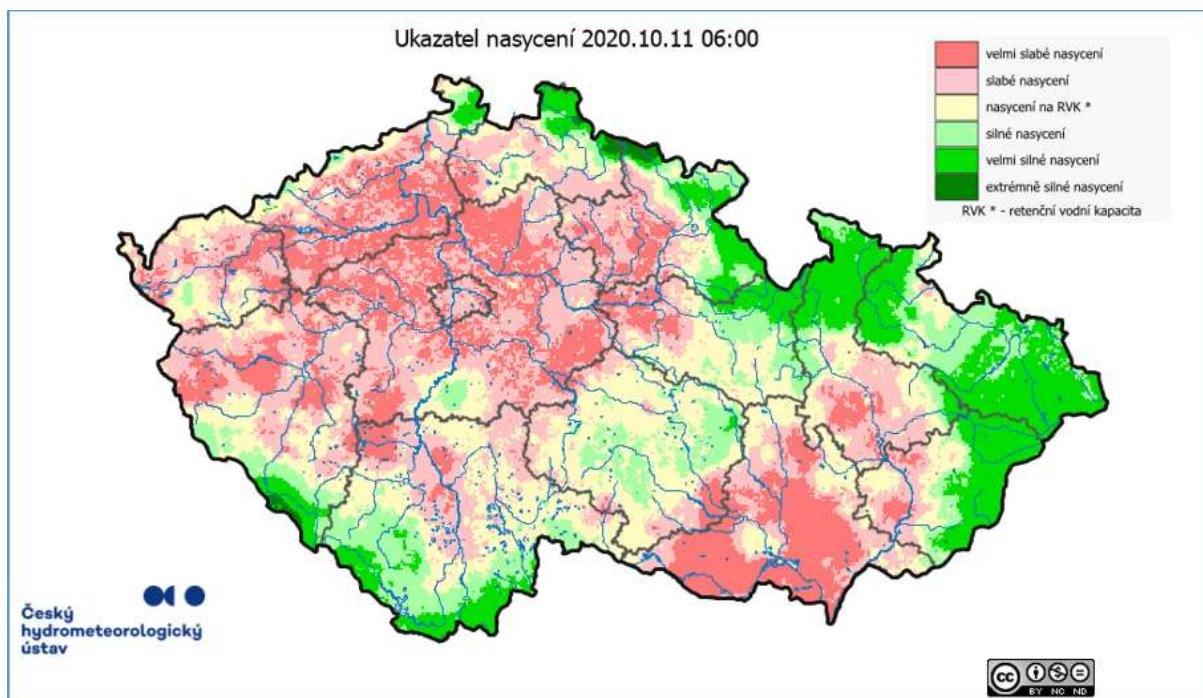 Ukazatel nasycení 2020.10.11 06:00
velmi slabé nasycení
slabé nasycení
nasycení na RVK *
silné nasycení
velmi silné nasycení
extrémně silné nasycení
RVK * - retenční vodní kapacita
Český
hydrometeorologický
ústav
cc
BY NC ND